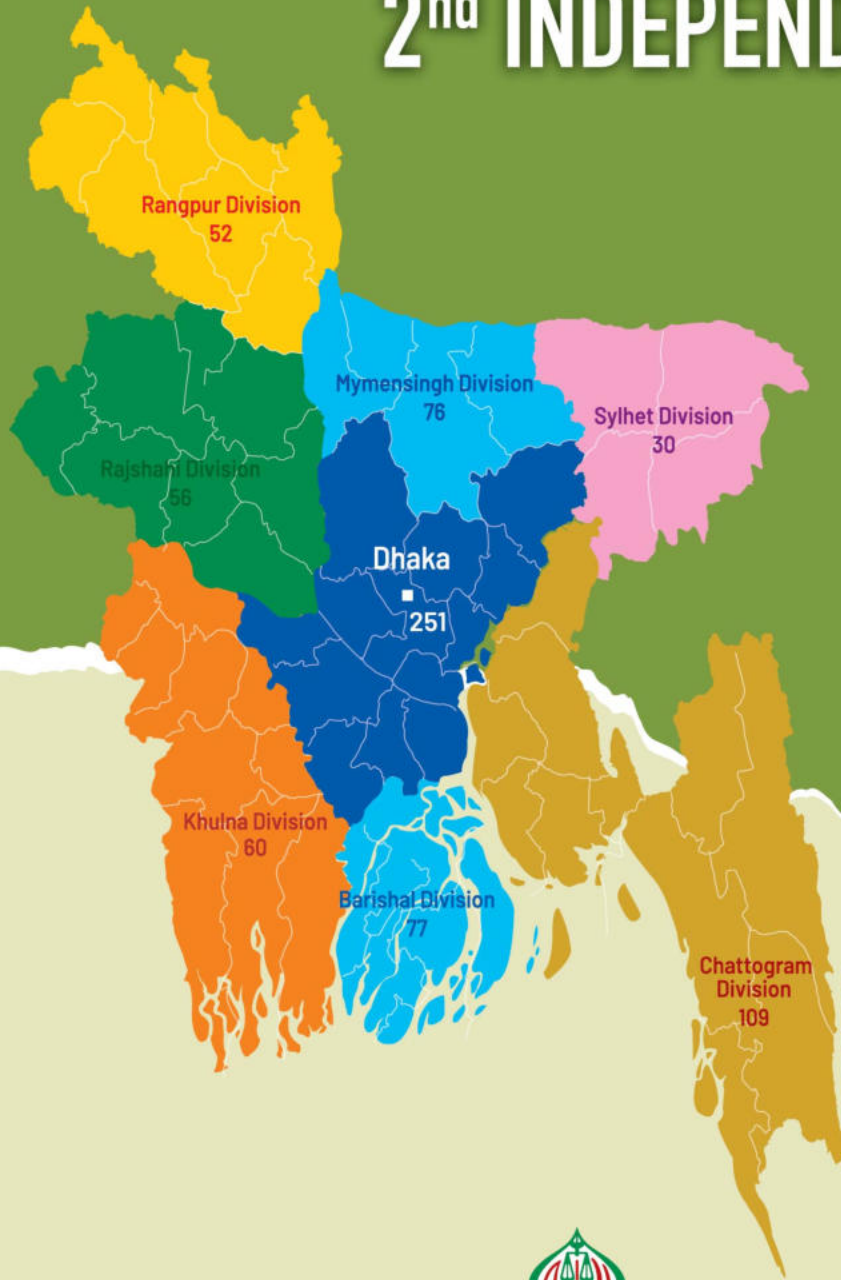 2nd INDEPEND
Rangpur Division
52
Mymensingh Division
76
Sylhet Division
30
Rajshahi Division
56
Dhaka
251
Khulna Division
60
Barishal Division
77
Chattogram
Division
109